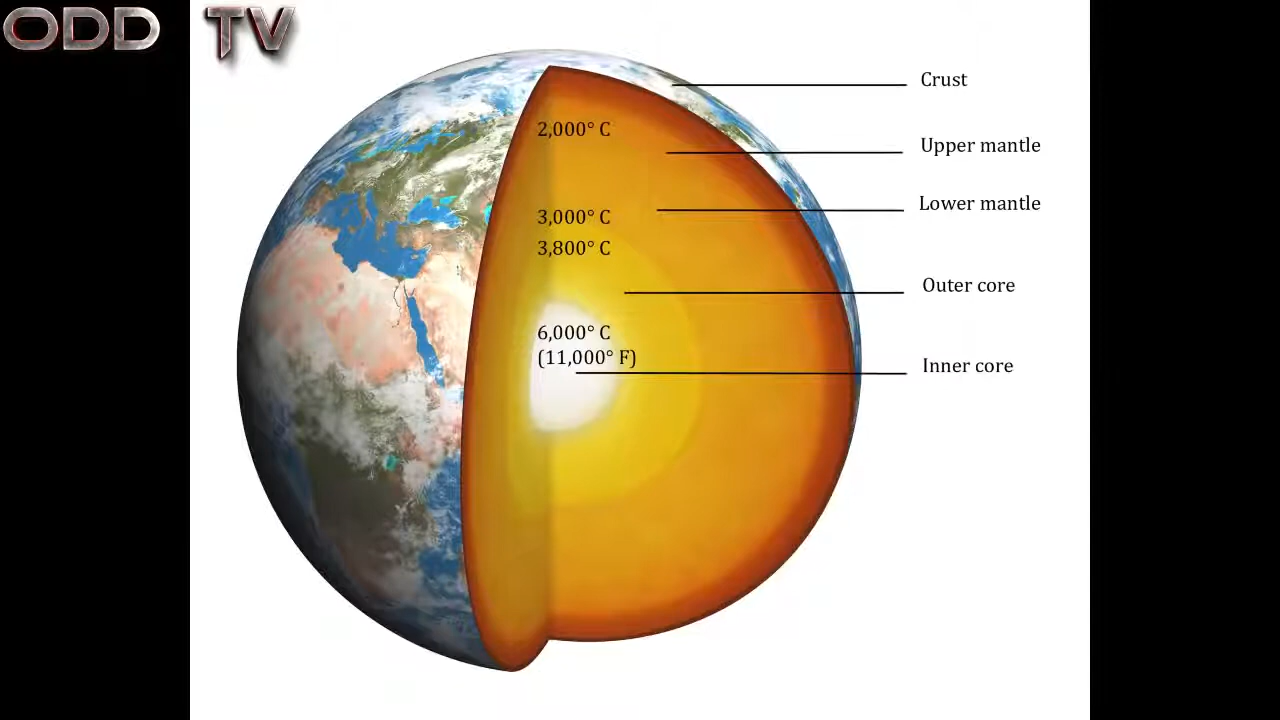 ODD TV
Crust
2,000° C
Upper mantle
Lower mantle
3,000° C
3,800° C
Outer core
6,000° C
(11,000° F)
Inner core